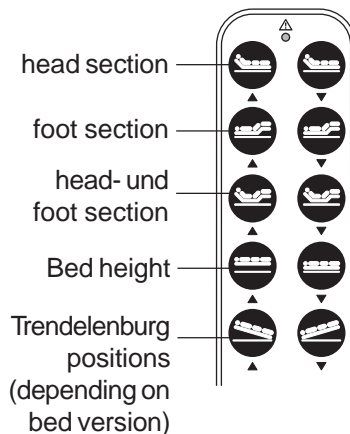 head section
foot section
head- und
foot section
Bed height
Trendelenburg
positions
(depending on
bed version)